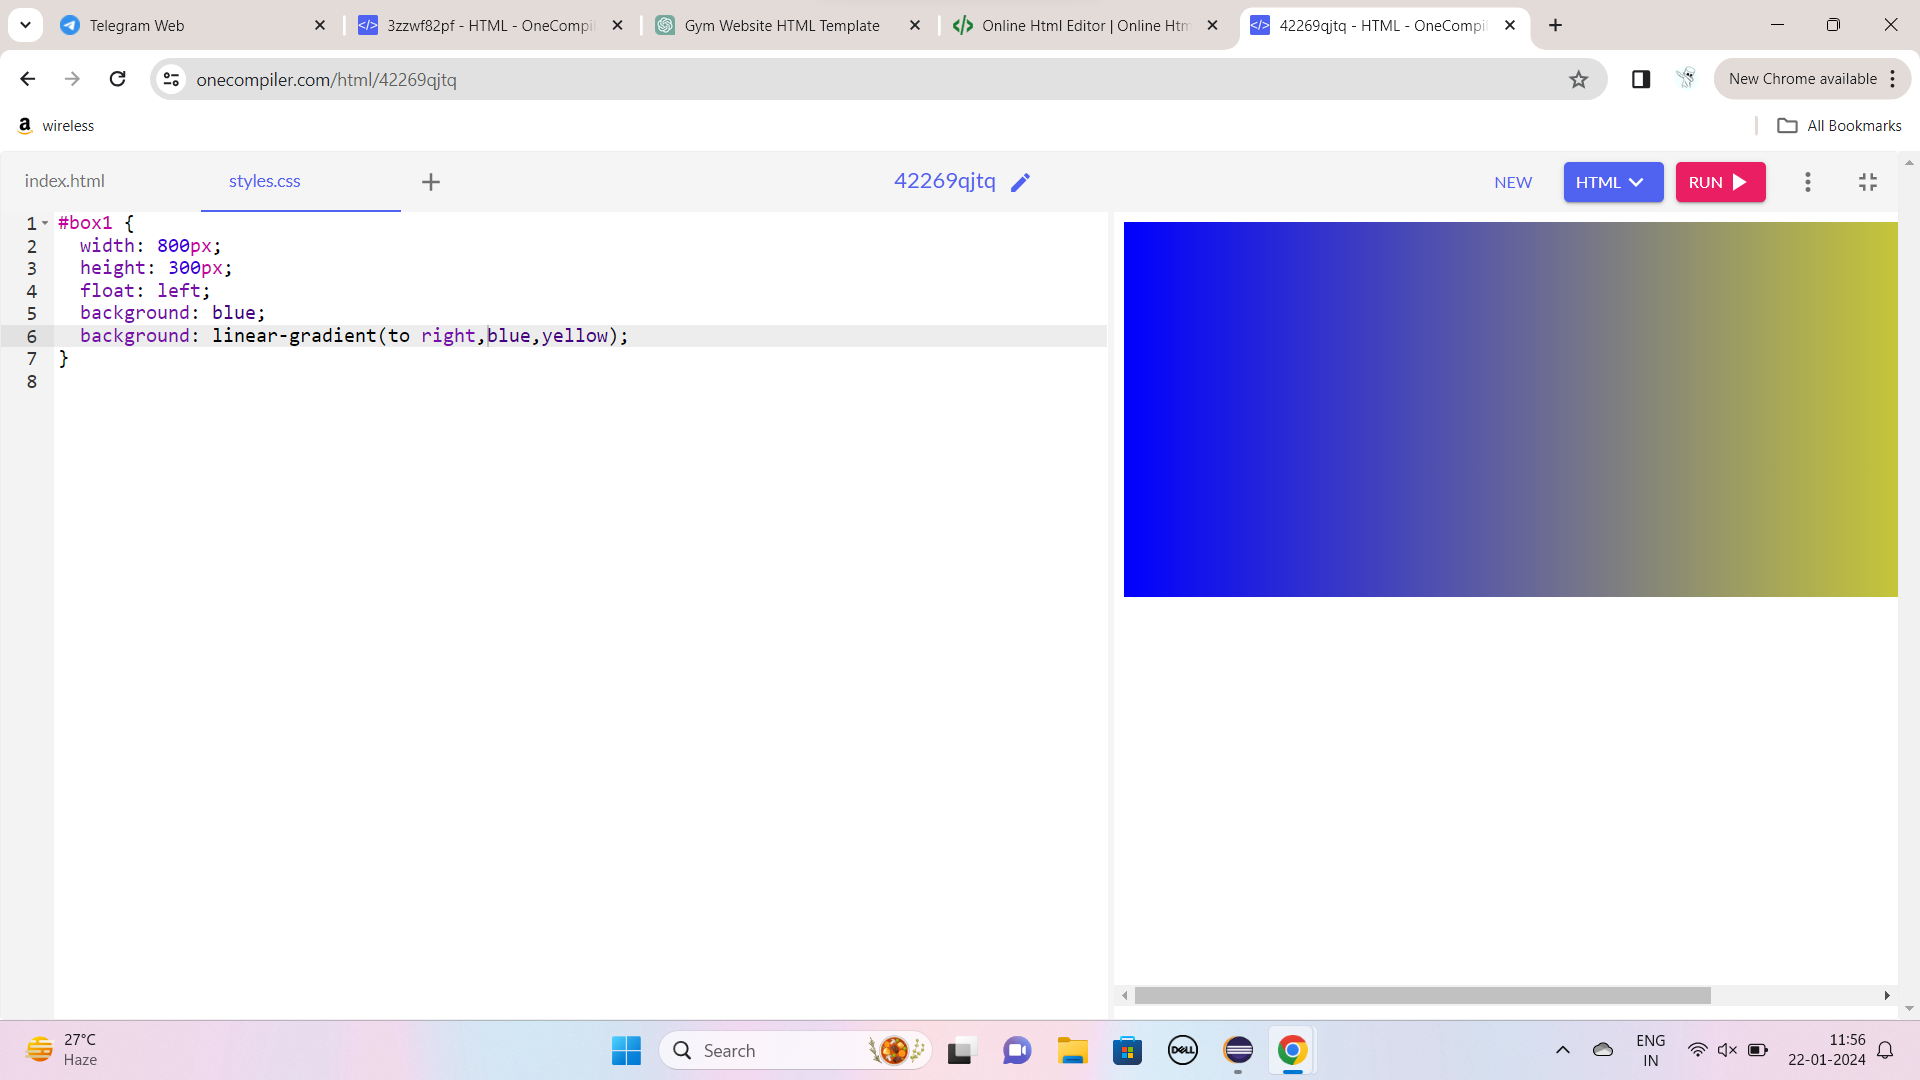 Telegram Web
3zzwf82pf - HTML - OneCompil
Gym Website HTML Template
Online Html Editor | Online Htm
42269qjtq - HTML - OneCompil
onecompiler.com/html/42269qjtq
New Chrome available
wireless
All Bookmarks
index.html
styles.css
42269qjtq
NEW
HTML
RUN
1 #box1 {
2 width: 800px;
3 height: 300px;
4 float: left;
5 background: blue;
6 background: linear-gradient(to right,blue,yellow);
7 }
8
27°C
Haze
Search
DELL
ENG
IN
11:56
22-01-2024